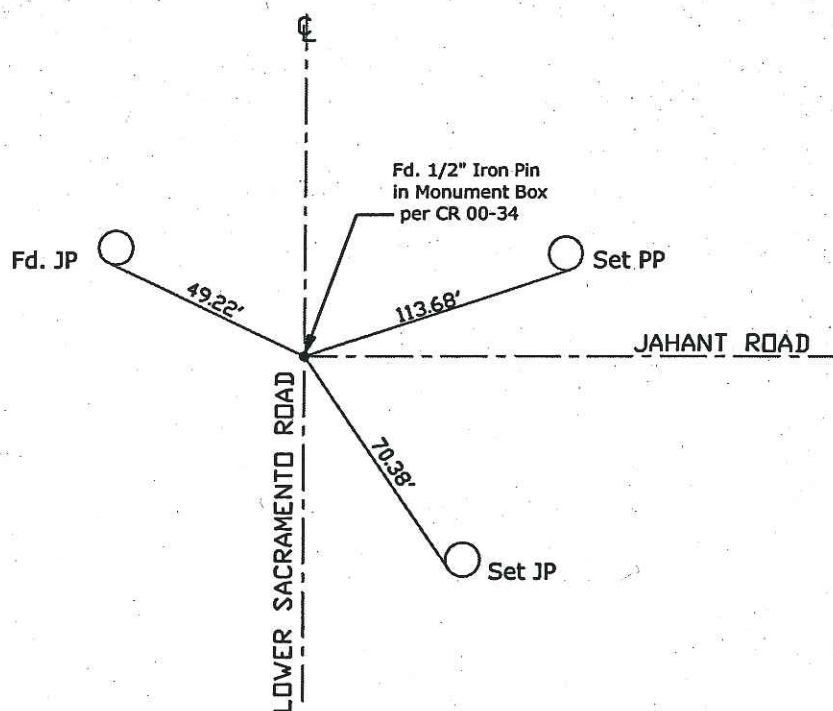 ℄
Fd. 1/2" Iron Pin
in Monument Box
per CR 00-34
Fd. JP
Set PP
49.22'
113.68'
JAHANT ROAD
LOWER SACRAMENTO ROAD
70.38'
Set JP